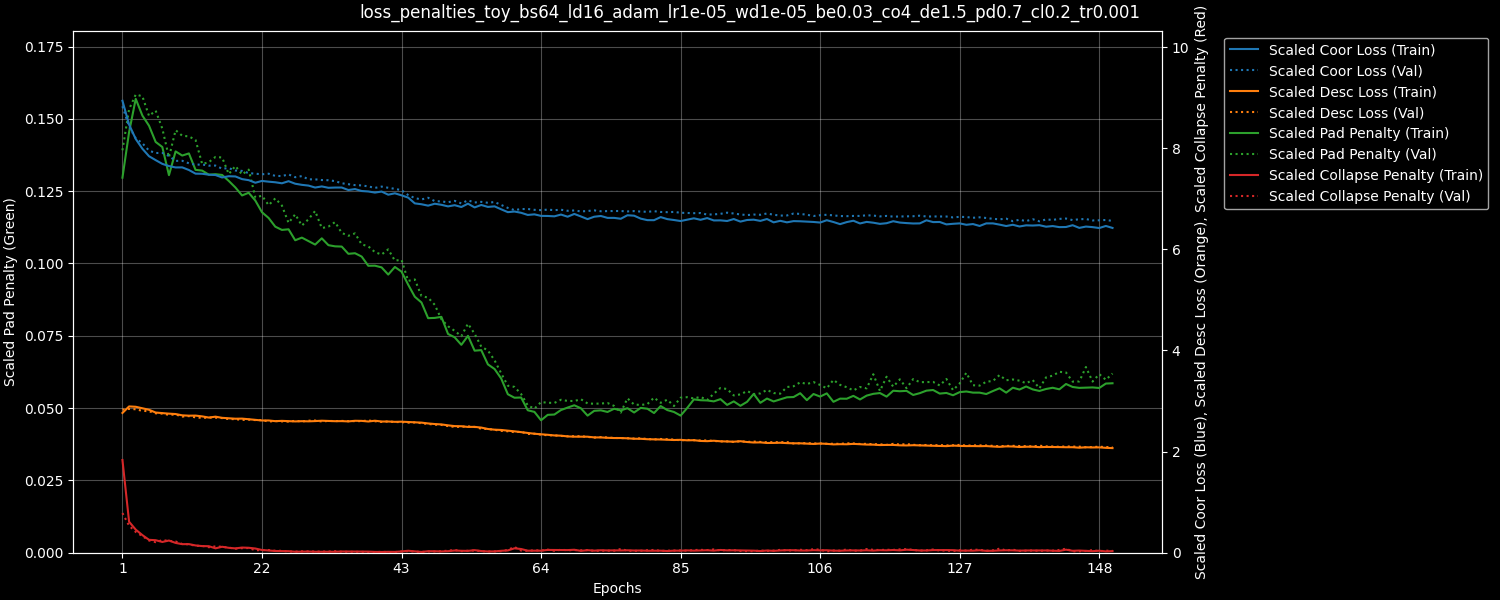 loss_penalties_toy_bs64_ld16_adam_lr1e-05_wd1e-05_be0.03_co4_de1.5_pd0.7_cl0.2_tr0.001
Scaled Pad Penalty (Green)
0.175
0.150
0.125
0.100
0.075
0.050
0.025
0.000
1
22
43
64
85
106
127
148
Epochs
10
8
6
4
2
0
Scaled Coor Loss (Blue), Scaled Desc Loss (Orange), Scaled Collapse Penalty (Red)
Scaled Coor Loss (Train)
Scaled Coor Loss (Val)
Scaled Desc Loss (Train)
Scaled Desc Loss (Val)
Scaled Pad Penalty (Train)
Scaled Pad Penalty (Val)
Scaled Collapse Penalty (Train)
Scaled Collapse Penalty (Val)